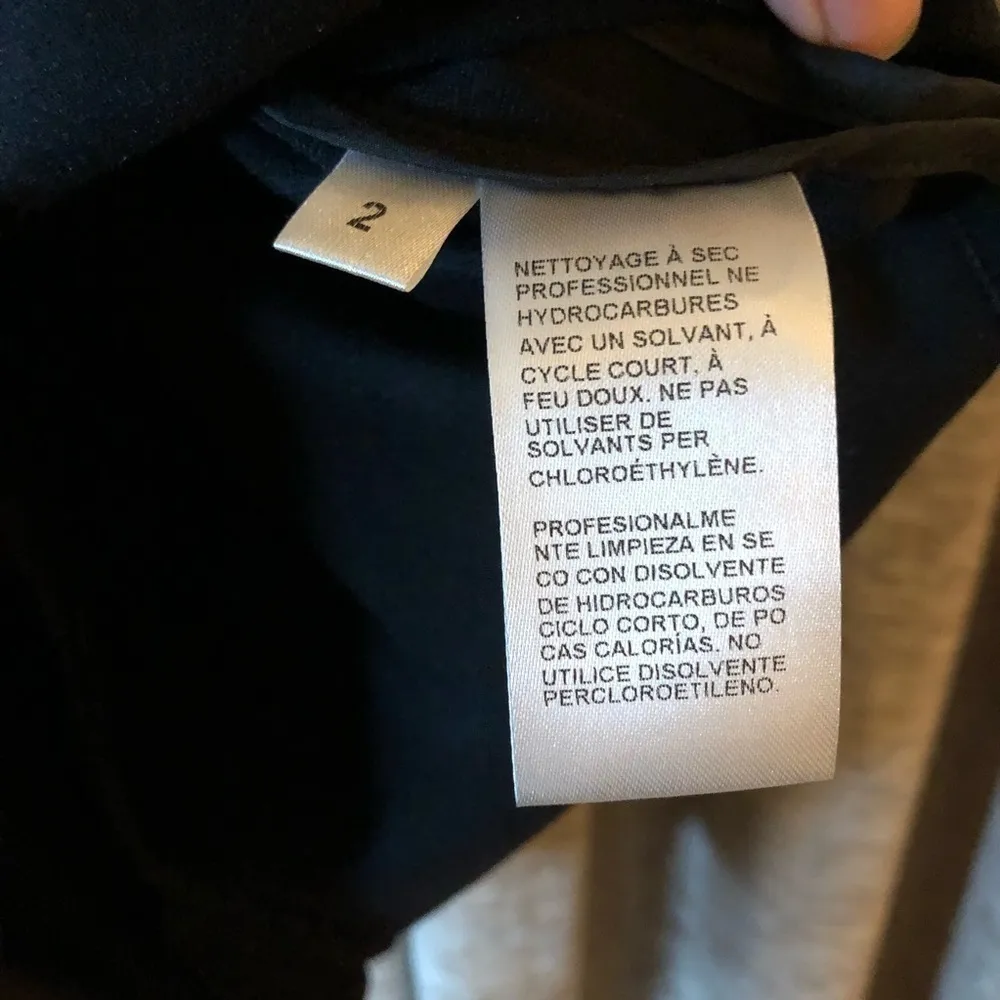 2
NETTOYAGE À SEC
PROFESSIONNEL NE
HYDROCARBURES
AVEC UN SOLVANT, À
CYCLE COURT, À
FEU DOUX. NE PAS
UTILISER DE
SOLVANTS PER
CHLOROÉTHYLÈNE.
PROFESIONALME
NTE LIMPIEZA EN SE
CO CON DISOLVENTE
DE HIDROCARBUROS
CICLO CORTO, DE PO
CAS CALORÍAS. NO
UTILICE DISOLVENTE
PERCLOROETILENO.